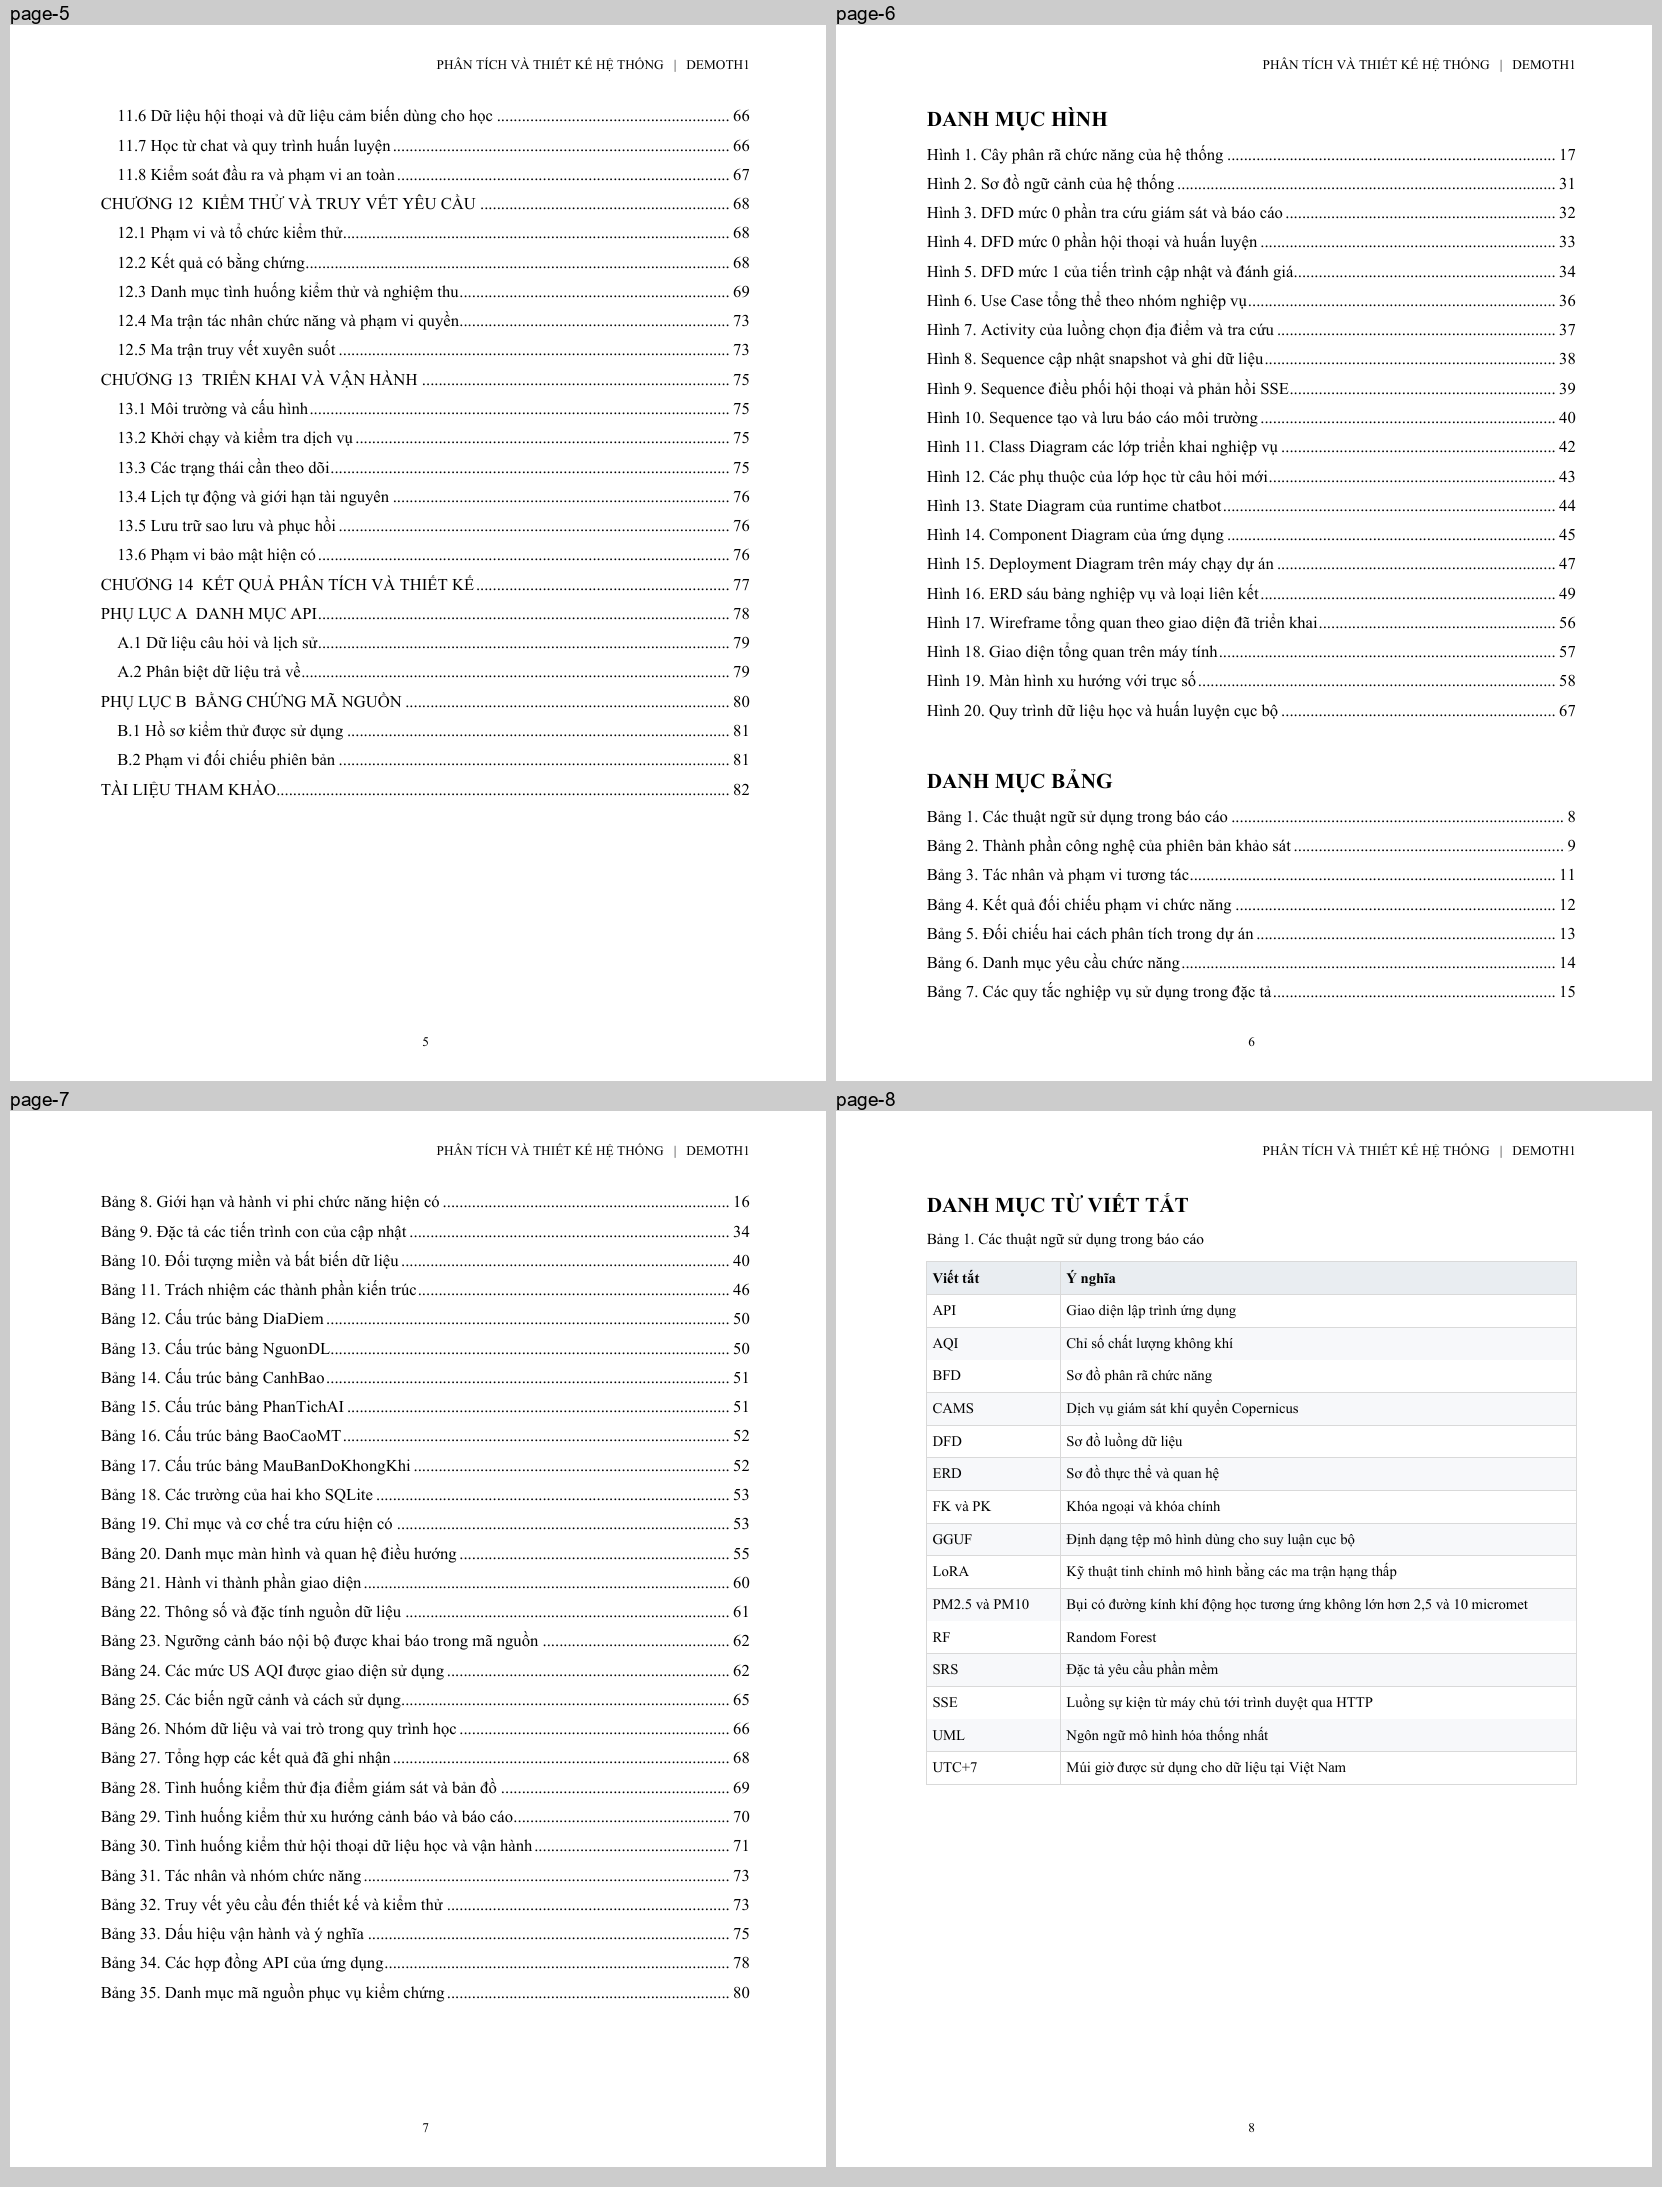 page-5
PHÂN TÍCH VÀ THIẾT KẾ HỆ THỐNG | DEMOTH1
11.6 Dữ liệu hội thoại và dữ liệu cảm biến dùng cho học ........ 66
11.7 Học từ chat và quy trình huấn luyện ........ 66
11.8 Kiểm soát đầu ra và phạm vi an toàn ........ 67
CHƯƠNG 12 KIỂM THỬ VÀ TRUY VẾT YÊU CẦU ........ 68
12.1 Phạm vi và tổ chức kiểm thử ........ 68
12.2 Kết quả có bằng chứng ........ 68
12.3 Danh mục tình huống kiểm thử và nghiệm thu ........ 69
12.4 Ma trận tác nhân chức năng và phạm vi quyền ........ 73
12.5 Ma trận truy vết xuyên suốt ........ 73
CHƯƠNG 13 TRIỂN KHAI VÀ VẬN HÀNH ........ 75
13.1 Môi trường và cấu hình ........ 75
13.2 Khởi chạy và kiểm tra dịch vụ ........ 75
13.3 Các trạng thái cần theo dõi ........ 75
13.4 Lịch tự động và giới hạn tài nguyên ........ 76
13.5 Lưu trữ sao lưu và phục hồi ........ 76
13.6 Phạm vi bảo mật hiện có ........ 76
CHƯƠNG 14 KẾT QUẢ PHÂN TÍCH VÀ THIẾT KẾ ........ 77
PHỤ LỤC A DANH MỤC API ........ 78
A.1 Dữ liệu câu hỏi và lịch sử ........ 79
A.2 Phân biệt dữ liệu trả về ........ 79
PHỤ LỤC B BẰNG CHỨNG MÃ NGUỒN ........ 80
B.1 Hồ sơ kiểm thử được sử dụng ........ 81
B.2 Phạm vi đối chiếu phiên bản ........ 81
TÀI LIỆU THAM KHẢO ........ 82
5
page-6
PHÂN TÍCH VÀ THIẾT KẾ HỆ THỐNG | DEMOTH1
DANH MỤC HÌNH
Hình 1. Cây phân rã chức năng của hệ thống ........ 17
Hình 2. Sơ đồ ngữ cảnh của hệ thống ........ 31
Hình 3. DFD mức 0 phần tra cứu giám sát và báo cáo ........ 32
Hình 4. DFD mức 0 phần hội thoại và huấn luyện ........ 33
Hình 5. DFD mức 1 của tiến trình cập nhật và đánh giá ........ 34
Hình 6. Use Case tổng thể theo nhóm nghiệp vụ ........ 36
Hình 7. Activity của luồng chọn địa điểm và tra cứu ........ 37
Hình 8. Sequence cập nhật snapshot và ghi dữ liệu ........ 38
Hình 9. Sequence điều phối hội thoại và phản hồi SSE ........ 39
Hình 10. Sequence tạo và lưu báo cáo môi trường ........ 40
Hình 11. Class Diagram các lớp triển khai nghiệp vụ ........ 42
Hình 12. Các phụ thuộc của lớp học từ câu hỏi mới ........ 43
Hình 13. State Diagram của runtime chatbot ........ 44
Hình 14. Component Diagram của ứng dụng ........ 45
Hình 15. Deployment Diagram trên máy chạy dự án ........ 47
Hình 16. ERD sáu bảng nghiệp vụ và loại liên kết ........ 49
Hình 17. Wireframe tổng quan theo giao diện đã triển khai ........ 56
Hình 18. Giao diện tổng quan trên máy tính ........ 57
Hình 19. Màn hình xu hướng với trục số ........ 58
Hình 20. Quy trình dữ liệu học và huấn luyện cục bộ ........ 67
DANH MỤC BẢNG
Bảng 1. Các thuật ngữ sử dụng trong báo cáo ........ 8
Bảng 2. Thành phần công nghệ của phiên bản khảo sát ........ 9
Bảng 3. Tác nhân và phạm vi tương tác ........ 11
Bảng 4. Kết quả đối chiếu phạm vi chức năng ........ 12
Bảng 5. Đối chiếu hai cách phân tích trong dự án ........ 13
Bảng 6. Danh mục yêu cầu chức năng ........ 14
Bảng 7. Các quy tắc nghiệp vụ sử dụng trong đặc tả ........ 15
6
page-7
PHÂN TÍCH VÀ THIẾT KẾ HỆ THỐNG | DEMOTH1
Bảng 8. Giới hạn và hành vi phi chức năng hiện có ........ 16
Bảng 9. Đặc tả các tiến trình con của cập nhật ........ 34
Bảng 10. Đối tượng miền và bất biến dữ liệu ........ 40
Bảng 11. Trách nhiệm các thành phần kiến trúc ........ 46
Bảng 12. Cấu trúc bảng DiaDiem ........ 50
Bảng 13. Cấu trúc bảng NguonDL ........ 50
Bảng 14. Cấu trúc bảng CanhBao ........ 51
Bảng 15. Cấu trúc bảng PhanTichAI ........ 51
Bảng 16. Cấu trúc bảng BaoCaoMT ........ 52
Bảng 17. Cấu trúc bảng MauBanDoKhongKhi ........ 52
Bảng 18. Các trường của hai kho SQLite ........ 53
Bảng 19. Chỉ mục và cơ chế tra cứu hiện có ........ 53
Bảng 20. Danh mục màn hình và quan hệ điều hướng ........ 55
Bảng 21. Hành vi thành phần giao diện ........ 60
Bảng 22. Thông số và đặc tính nguồn dữ liệu ........ 61
Bảng 23. Ngưỡng cảnh báo nội bộ được khai báo trong mã nguồn ........ 62
Bảng 24. Các mức US AQI được giao diện sử dụng ........ 62
Bảng 25. Các biến ngữ cảnh và cách sử dụng ........ 65
Bảng 26. Nhóm dữ liệu và vai trò trong quy trình học ........ 66
Bảng 27. Tổng hợp các kết quả đã ghi nhận ........ 68
Bảng 28. Tình huống kiểm thử địa điểm giám sát và bản đồ ........ 69
Bảng 29. Tình huống kiểm thử xu hướng cảnh báo và báo cáo ........ 70
Bảng 30. Tình huống kiểm thử hội thoại dữ liệu học và vận hành ........ 71
Bảng 31. Tác nhân và nhóm chức năng ........ 73
Bảng 32. Truy vết yêu cầu đến thiết kế và kiểm thử ........ 73
Bảng 33. Dấu hiệu vận hành và ý nghĩa ........ 75
Bảng 34. Các hợp đồng API của ứng dụng ........ 78
Bảng 35. Danh mục mã nguồn phục vụ kiểm chứng ........ 80
7
page-8
PHÂN TÍCH VÀ THIẾT KẾ HỆ THỐNG | DEMOTH1
DANH MỤC TỪ VIẾT TẮT
Bảng 1. Các thuật ngữ sử dụng trong báo cáo
Viết tắt Ý nghĩa
API Giao diện lập trình ứng dụng
AQI Chỉ số chất lượng không khí
BFD Sơ đồ phân rã chức năng
CAMS Dịch vụ giám sát khí quyển Copernicus
DFD Sơ đồ luồng dữ liệu
ERD Sơ đồ thực thể và quan hệ
FK và PK Khóa ngoại và khóa chính
GGUF Định dạng tệp mô hình dùng cho suy luận cục bộ
LoRA Kỹ thuật tinh chỉnh mô hình bằng các ma trận hạng thấp
PM2.5 và PM10 Bụi có đường kính khí động học tương ứng không lớn hơn 2,5 và 10 micromet
RF Random Forest
SRS Đặc tả yêu cầu phần mềm
SSE Luồng sự kiện từ máy chủ tới trình duyệt qua HTTP
UML Ngôn ngữ mô hình hóa thống nhất
UTC+7 Múi giờ được sử dụng cho dữ liệu tại Việt Nam
8